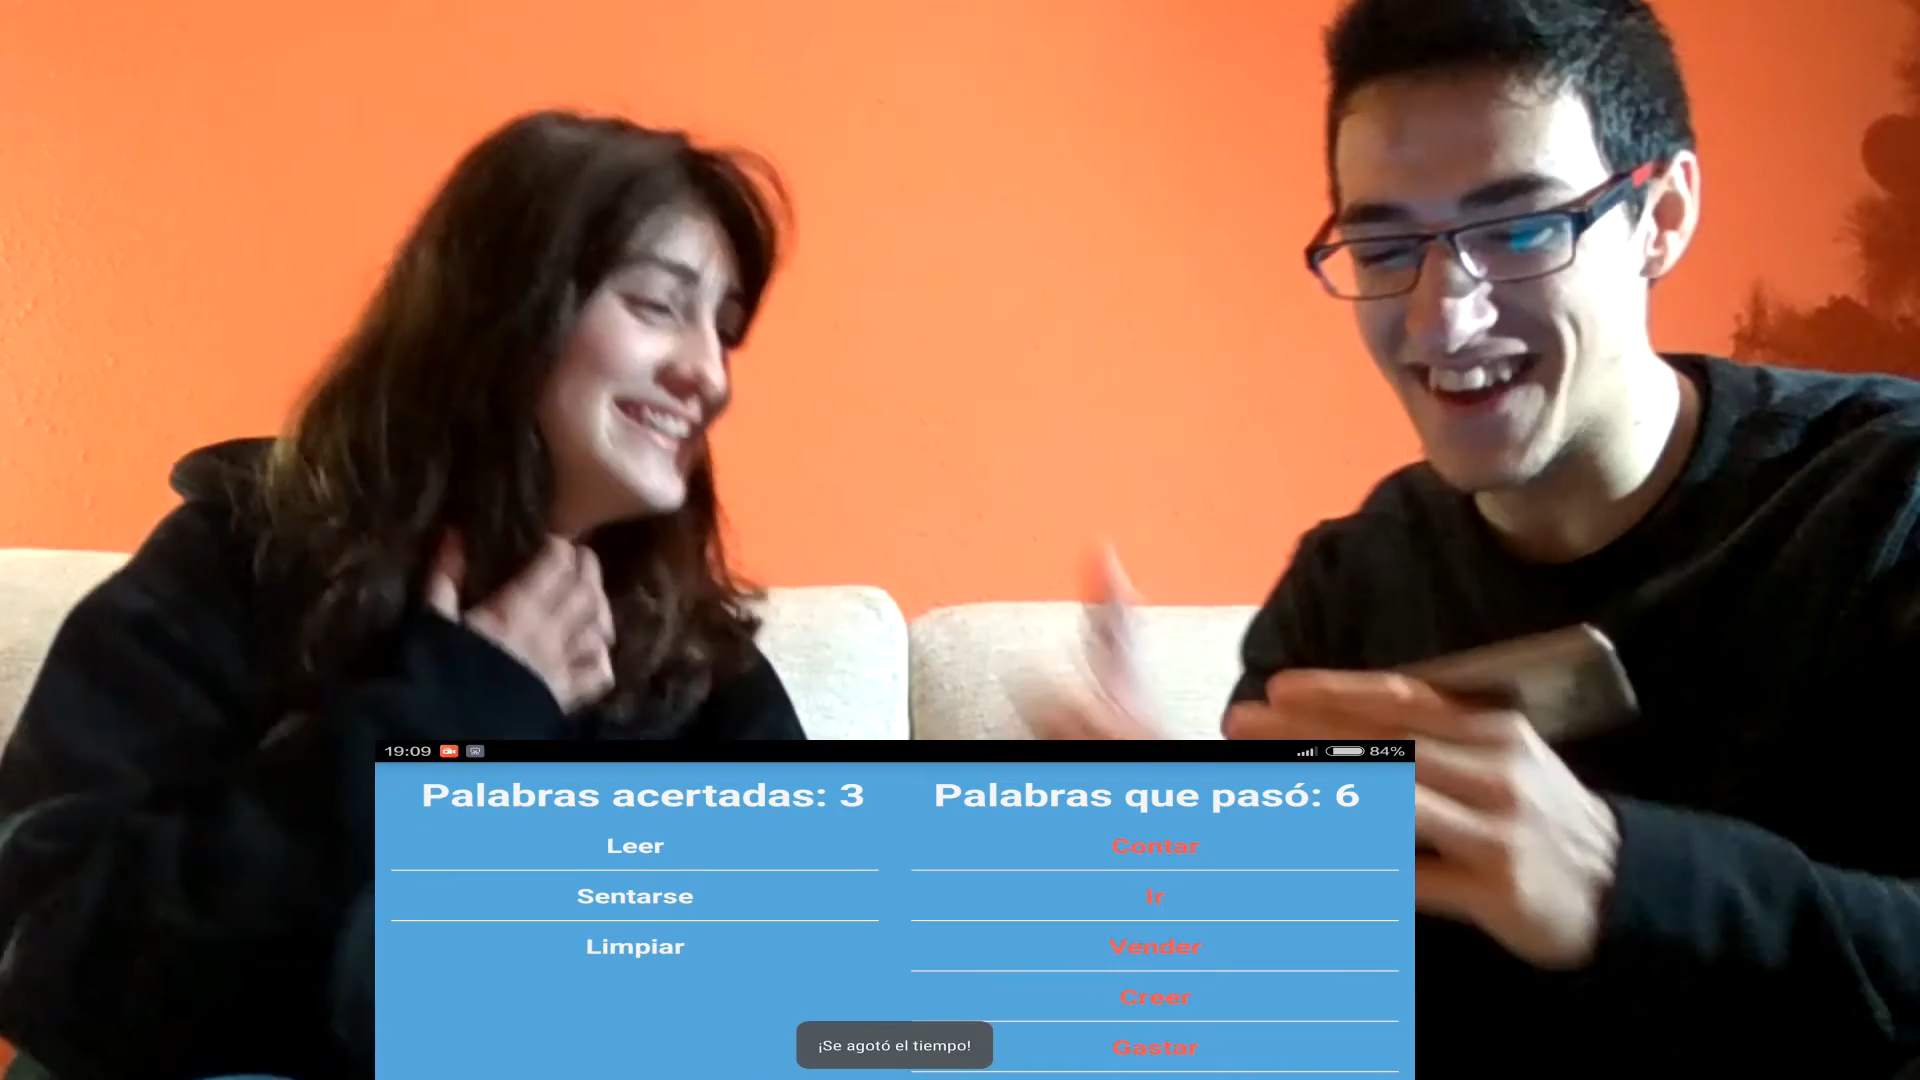 19:09
84%
Palabras acertadas: 3
Leer
Sentarse
Limpiar
Palabras que pasó: 6
Contar
Ir
Vender
Creer
Gastar
¡Se agotó el tiempo!